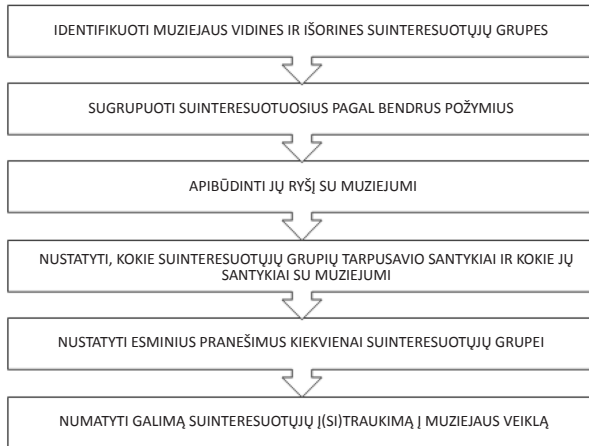 IDENTIFIKUOTI MUZIEJAUS VIDINES IR IŠORINES SUINTERESUOTŲJŲ GRUPES
SUGRUPUOTI SUINTERESUOTUOSIUS PAGAL BENDRUS POŽYMIUS
APIBŪDINTI JŲ RYŠĮ SU MUZIEJUMI
NUSTATYTI, KOKIE SUINTERESUOTŲJŲ GRUPIŲ TARPUSAVIO SANTYKIAI IR KOKIE JŲ
SANTYKIAI SU MUZIEJUMI
NUSTATYTI ESMINIUS PRANEŠIMUS KIEKVIENAI SUINTERESUOTŲJŲ GRUPEI
NUMATYTI GALIMĄ SUINTERESUOTŲJŲ Į(SI)TRAUKIMĄ Į MUZIEJAUS VEIKLĄ